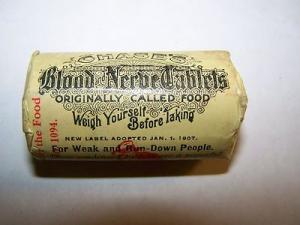 CHASE'S
Blood-Nerve Tablets
ORIGINALLY CALLED FOOD
Weigh Yourself Before Taking
NEW LABEL ADOPTED JAN. 1. 1907.
For Weak and Run-Down People.
the Food
1094.